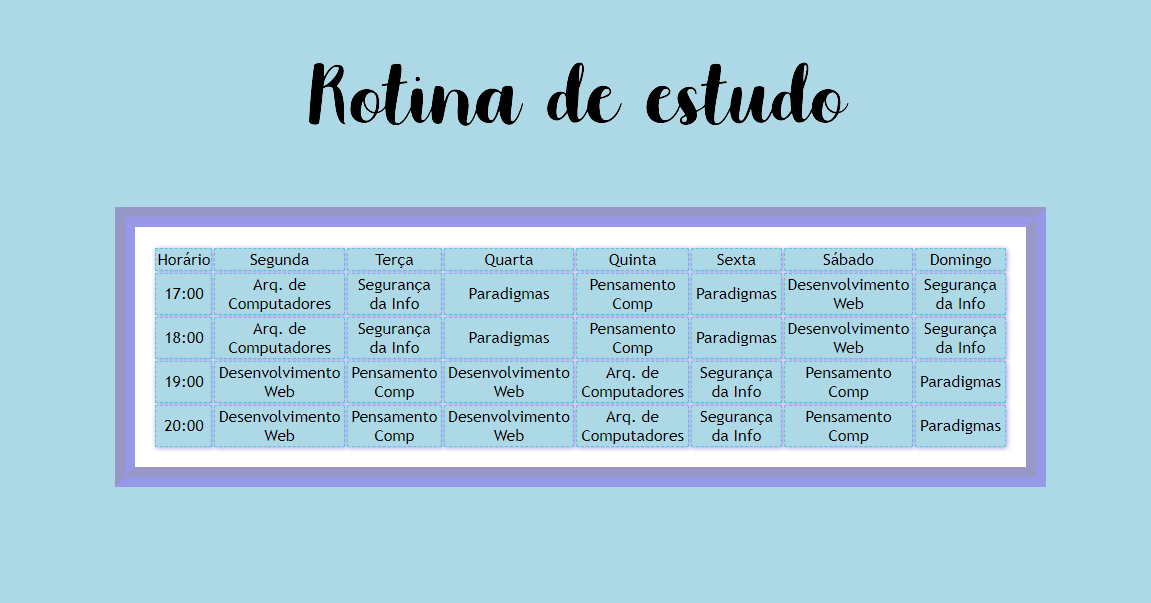 Rotina de estudo
Horário Segunda Terça Quarta Quinta Sexta Sábado Domingo
17:00 Arq. de Computadores Segurança da Info Paradigmas Pensamento Comp Paradigmas Desenvolvimento Web Segurança da Info
18:00 Arq. de Computadores Segurança da Info Paradigmas Pensamento Comp Paradigmas Desenvolvimento Web Segurança da Info
19:00 Desenvolvimento Web Pensamento Comp Desenvolvimento Web Arq. de Computadores Segurança da Info Pensamento Comp Paradigmas
20:00 Desenvolvimento Web Pensamento Comp Desenvolvimento Web Arq. de Computadores Segurança da Info Pensamento Comp Paradigmas